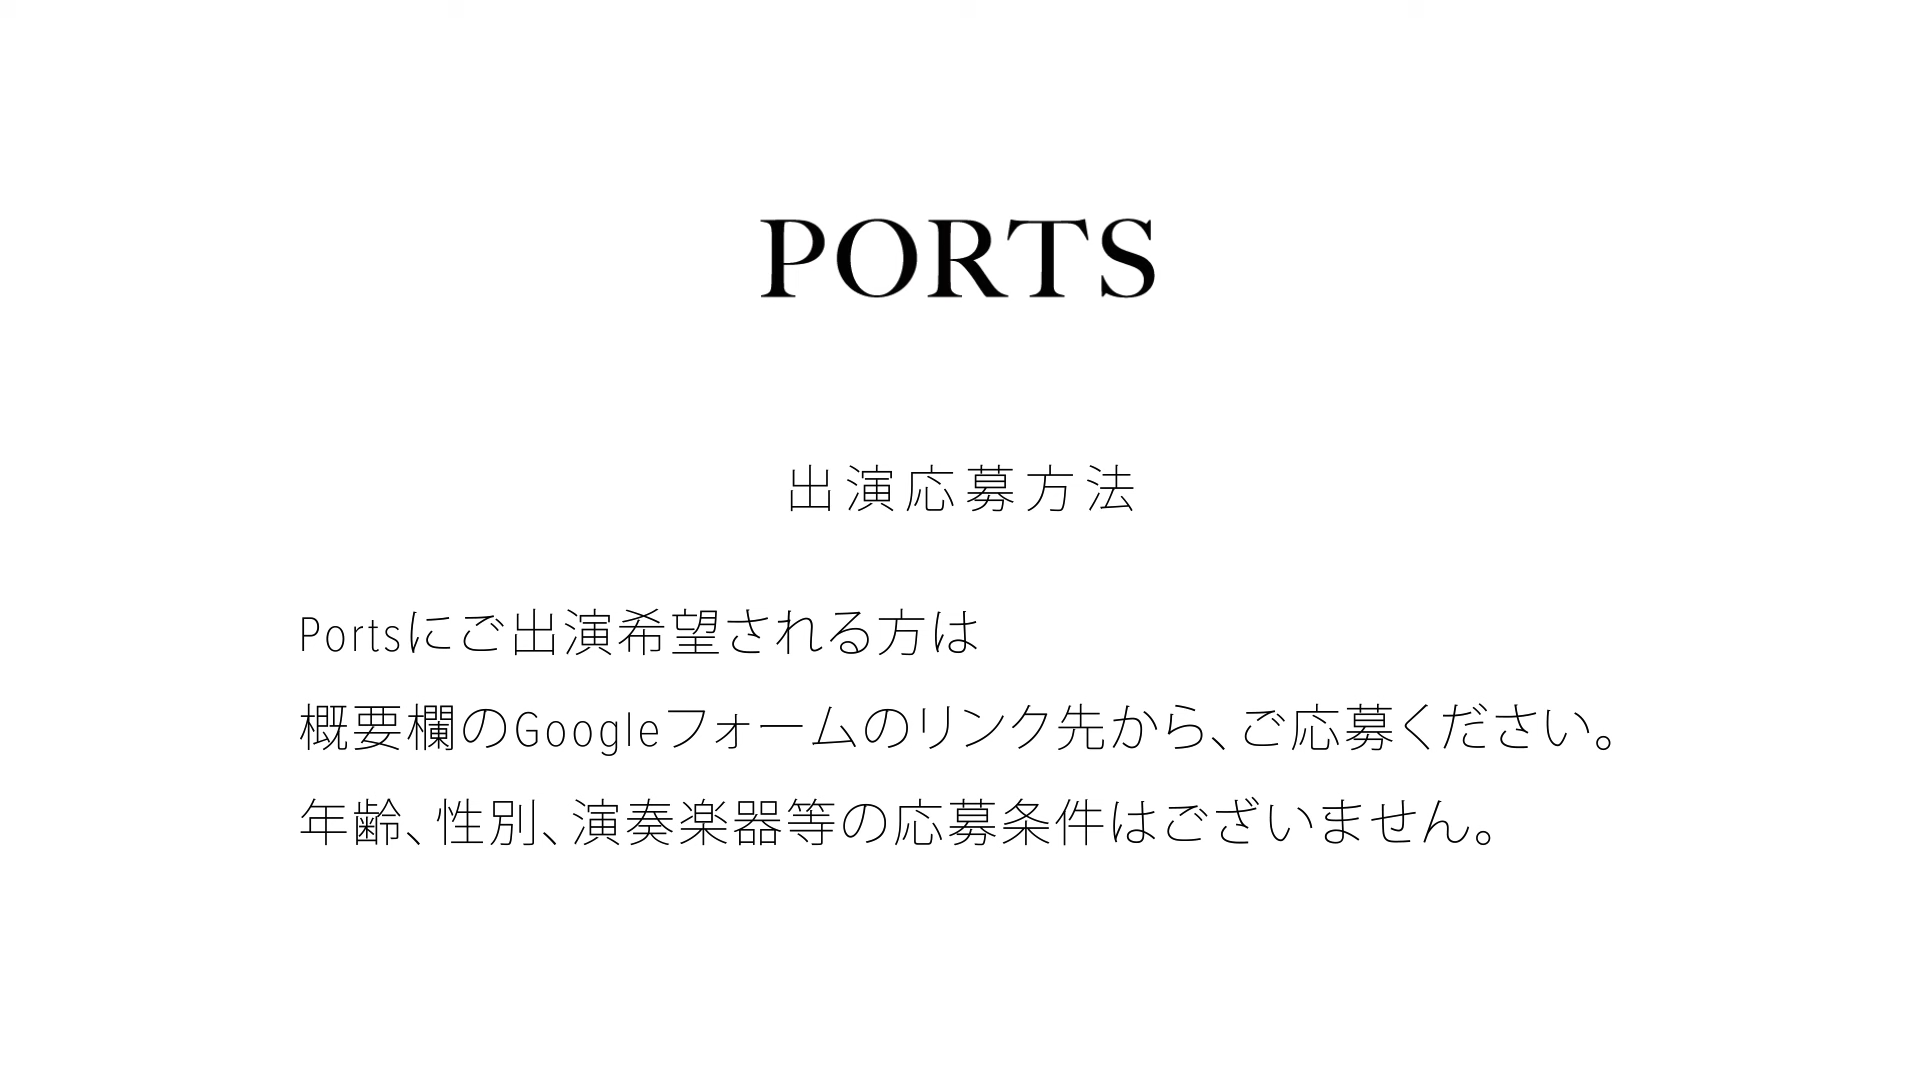 PORTS
出演応募方法
Portsにご出演希望される方は
概要欄のGoogleフォームのリンク先から、ご応募ください。
年齢、性別、演奏楽器等の応募条件はございません。